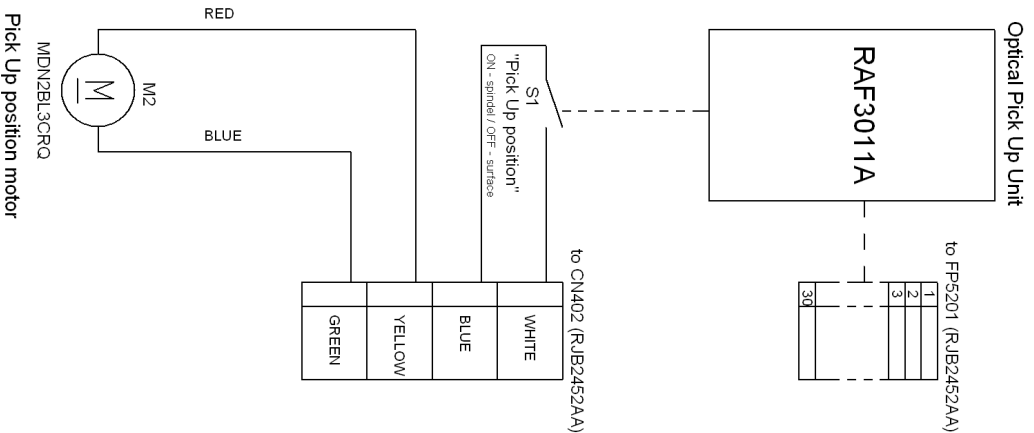 Optical Pick Up Unit
RAF3011A
to FP5201 (RJB2452AA)
1
2
3
30
S1
"Pick Up position"
ON - spindel / OFF - surface
to CN402 (RJB2452AA)
WHITE
BLUE
YELLOW
GREEN
RED
BLUE
M2
M
MDN2BL3CRQ
Pick Up position motor